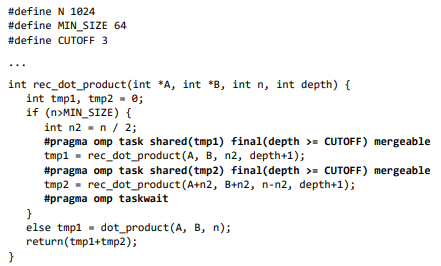 #define N 1024
#define MIN_SIZE 64
#define CUTOFF 3
...
int rec_dot_product(int *A, int *B, int n, int depth) {
int tmp1, tmp2 = 0;
if (n>MIN_SIZE) {
int n2 = n / 2;
#pragma omp task shared(tmp1) final(depth >= CUTOFF) mergeable
tmp1 = rec_dot_product(A, B, n2, depth+1);
#pragma omp task shared(tmp2) final(depth >= CUTOFF) mergeable
tmp2 = rec_dot_product(A+n2, B+n2, n-n2, depth+1);
#pragma omp taskwait
}
else tmp1 = dot_product(A, B, n);
return(tmp1+tmp2);
}